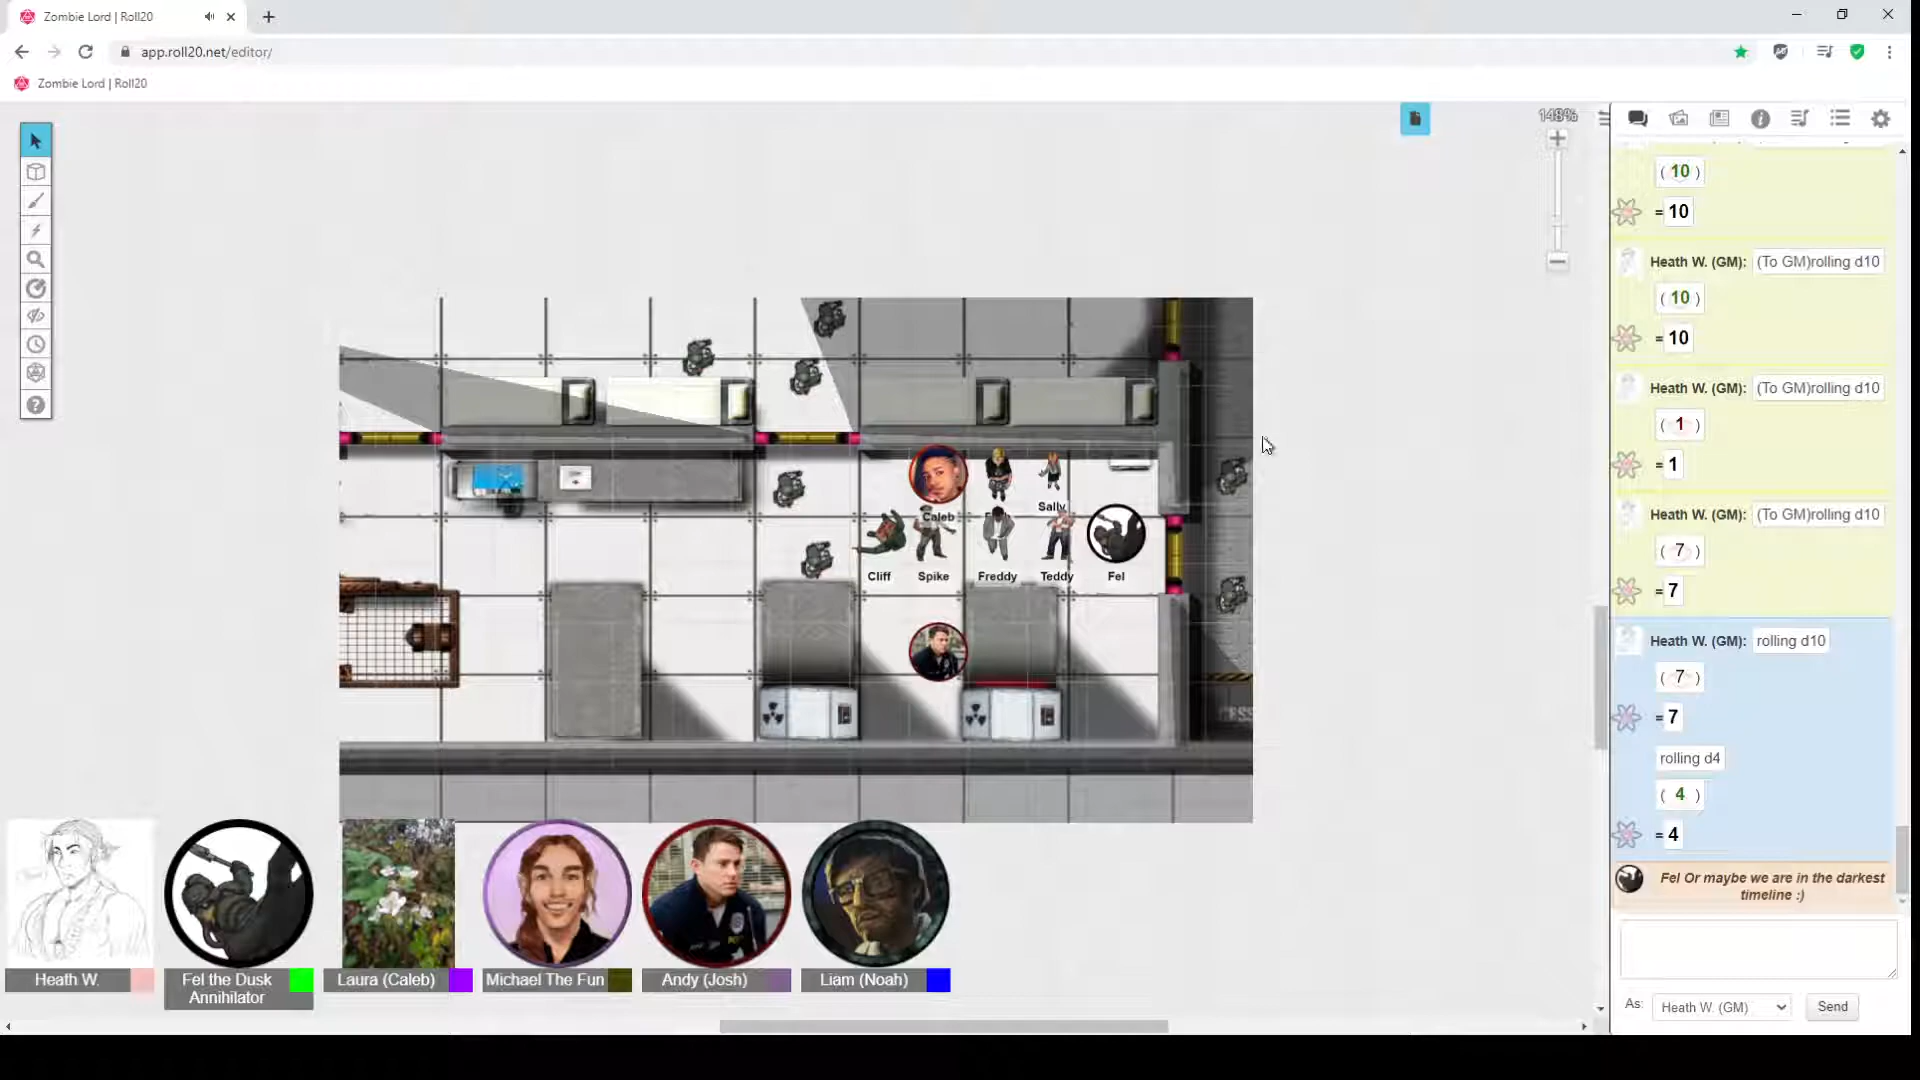 Zombie Lord | Roll20
app.roll20.net/editor/
Zombie Lord | Roll20
148%
( 10 )
= 10
Heath W. (GM): (To GM)rolling d10
( 10 )
= 10
Heath W. (GM): (To GM)rolling d10
( 1 )
= 1
Heath W. (GM): (To GM)rolling d10
( 7 )
= 7
Heath W. (GM): rolling d10
( 7 )
= 7
rolling d4
( 4 )
= 4
Fel Or maybe we are in the darkest
timeline :)
As: Heath W. (GM) Send
Sally
Caleb
Cliff Spike Freddy Teddy Fel
Heath W.
Fel the Dusk
Annihilator
Laura (Caleb)
Michael The Fun
Andy (Josh)
Liam (Noah)